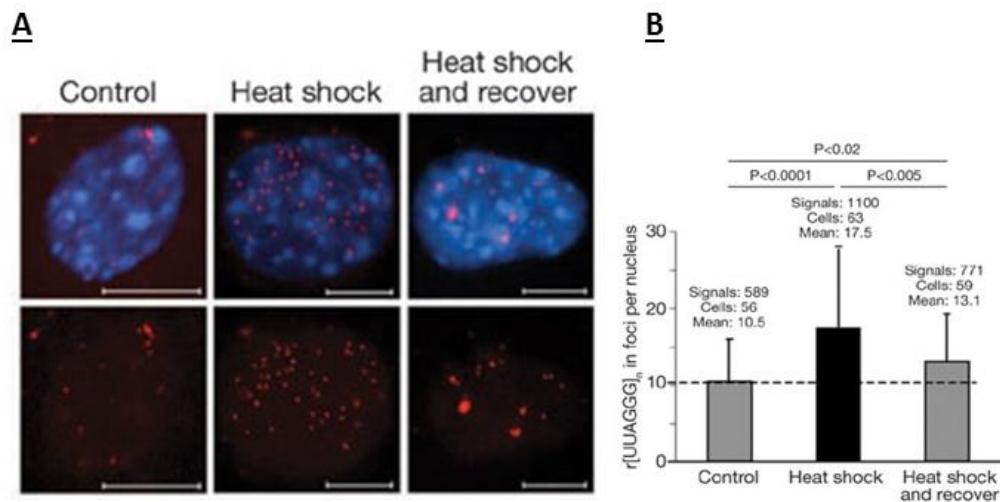 A
Control
Heat shock
Heat shock
and recover
B
P<0.02
P<0.0001
P<0.005
Signals: 1100
Cells: 63
Mean: 17.5
Signals: 771
Cells: 59
Mean: 13.1
Signals: 589
Cells: 56
Mean: 10.5
r[UUAGGG]n in foci per nucleus
30
20
10
0
Control
Heat shock
Heat shock
and recover